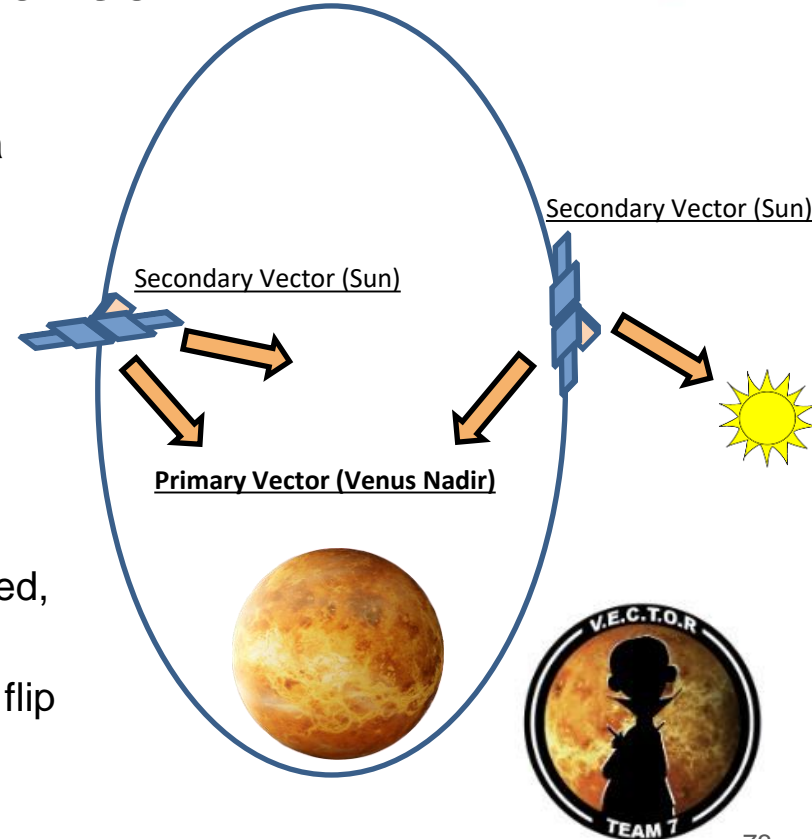 Secondary Vector (Sun)
Secondary Vector (Sun)
Primary Vector (Venus Nadir)
ed,
flip
V.E.C.T.O.R
TEAM 7